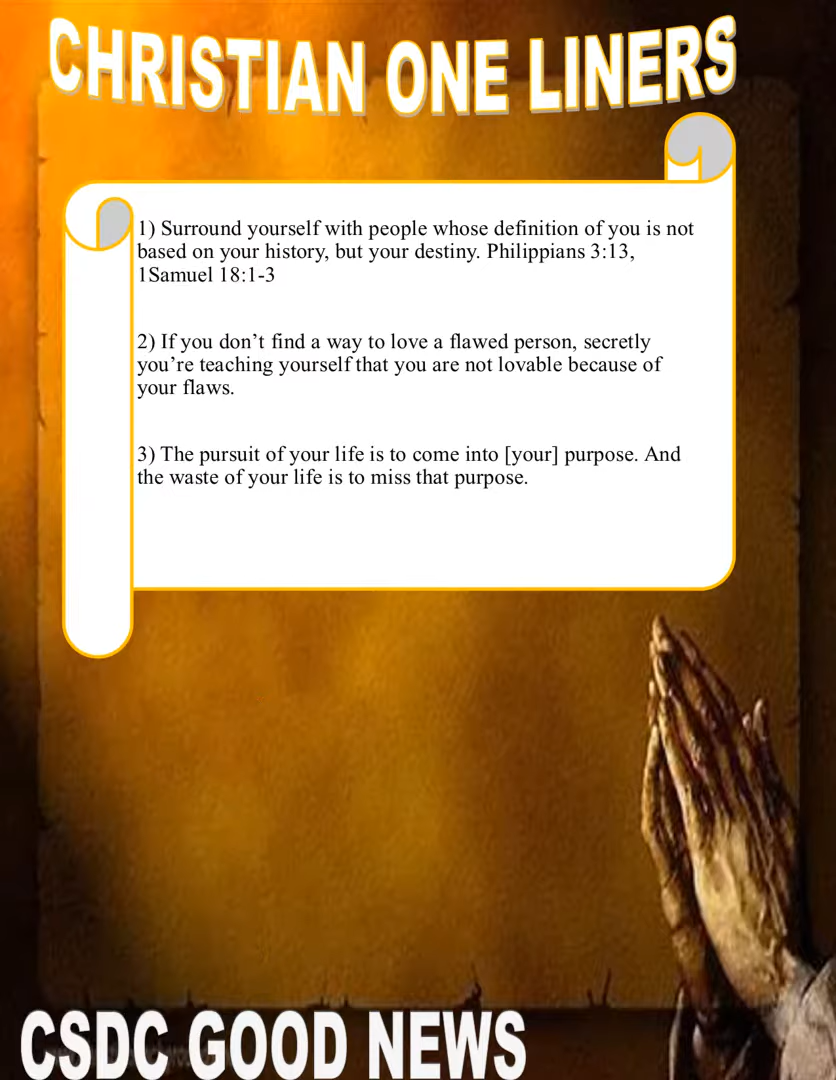 CHRISTIAN ONE LINERS
1) Surround yourself with people whose definition of you is not
based on your history, but your destiny. Philippians 3:13,
1Samuel 18:1-3
2) If you don’t find a way to love a flawed person, secretly
you’re teaching yourself that you are not lovable because of
your flaws.
3) The pursuit of your life is to come into [your] purpose. And
the waste of your life is to miss that purpose.
CSDC GOOD NEWS